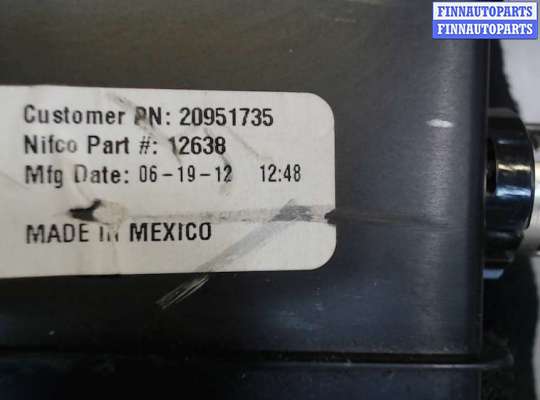 FINNAUTOPARTS
FINNAUTOPARTS
Customer PN: 20951735
Nifco Part #: 12638
Mfg Date: 06-19-12 12:48
MADE IN MEXICO